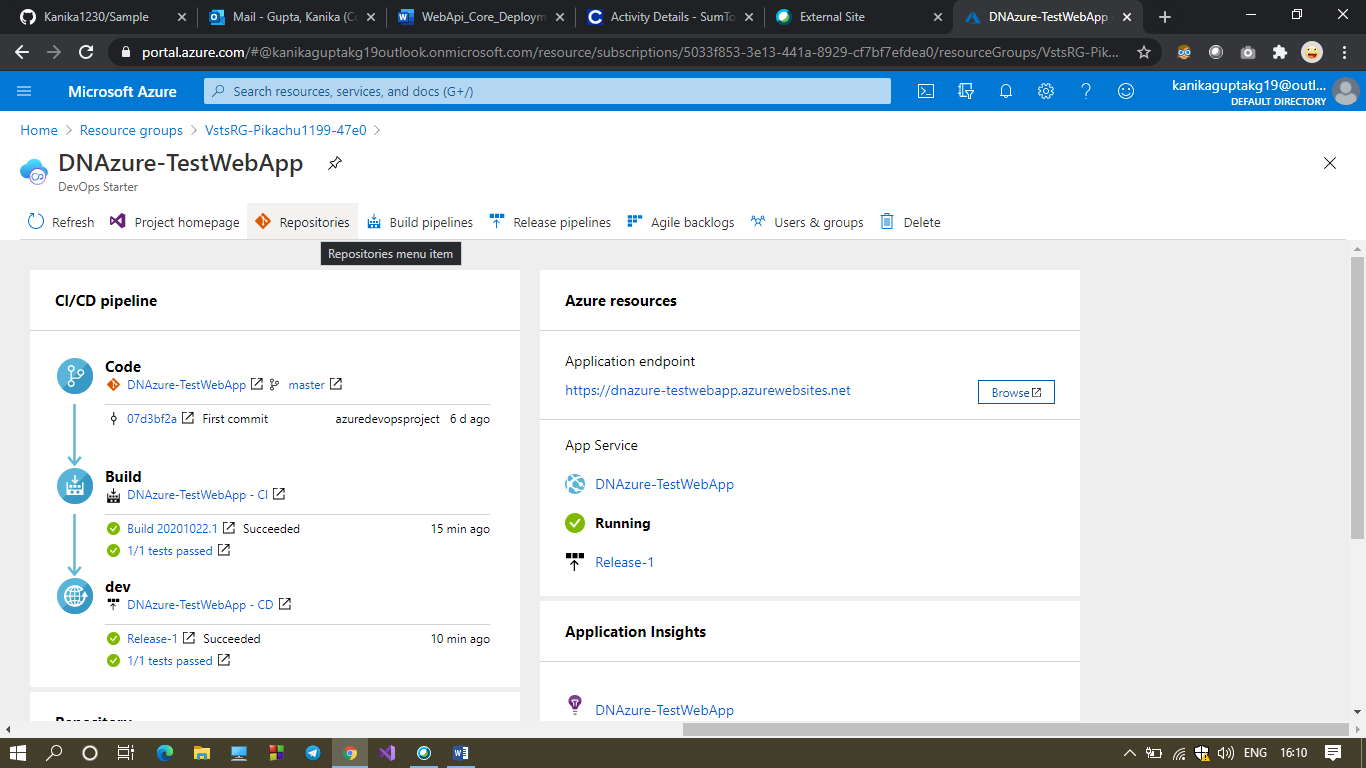 Kanika1230/Sample
Mail - Gupta, Kanika (Co
WebApi_Core_Deploym
Activity Details - SumTo
External Site
DNAzure-TestWebApp -
portal.azure.com/#@kanikaguptakg19outlook.onmicrosoft.com/resource/subscriptions/5033f853-3e13-441a-8929-cf7bf7efdea0/resourceGroups/VstsRG-Pik...
Microsoft Azure
Search resources, services, and docs (G+/)
kanikaguptakg19@outl...
DEFAULT DIRECTORY
Home > Resource groups > VstsRG-Pikachu1199-47e0 >
DNAzure-TestWebApp
DevOps Starter
Refresh Project homepage Repositories Build pipelines Release pipelines Agile backlogs Users & groups Delete
Repositories menu item
CI/CD pipeline
Code
DNAzure-TestWebApp master
07d3bf2a First commit azuredevopsproject 6 d ago
Build
DNAzure-TestWebApp - CI
Build 20201022.1 Succeeded 15 min ago
1/1 tests passed
dev
DNAzure-TestWebApp - CD
Release-1 Succeeded 10 min ago
1/1 tests passed
Repository
Azure resources
Application endpoint
https://dnazure-testwebapp.azurewebsites.net
Browse
App Service
DNAzure-TestWebApp
Running
Release-1
Application Insights
DNAzure-TestWebApp
ENG 16:10